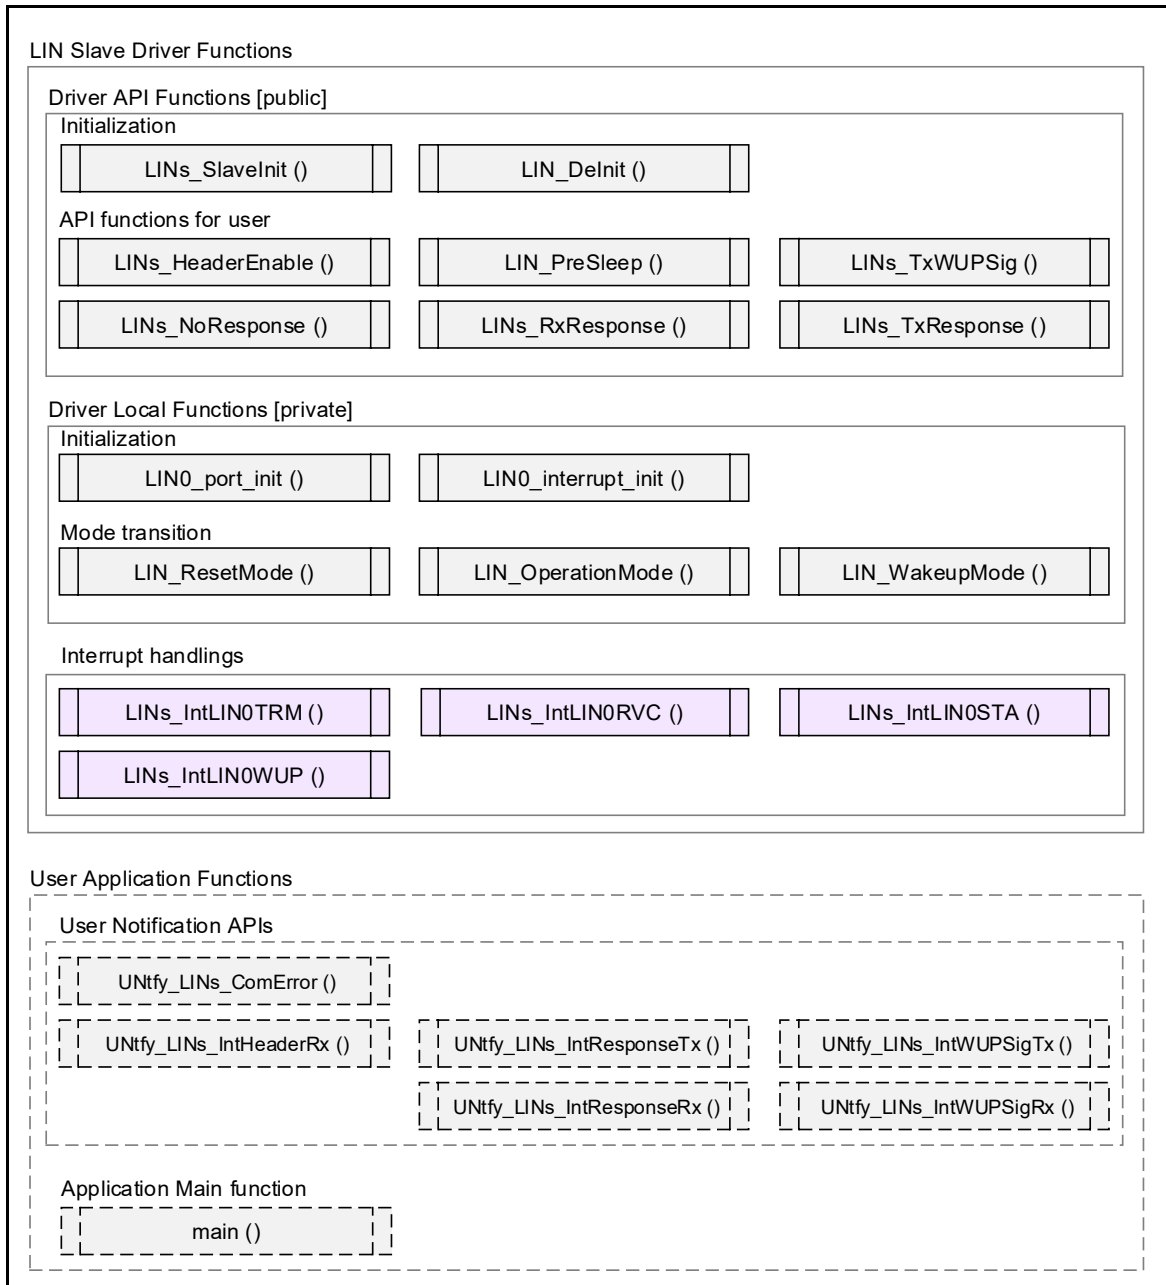 LIN Slave Driver Functions
Driver API Functions [public]
Initialization
LINs_SlaveInit ()
LIN_DeInit ()
API functions for user
LINs_HeaderEnable ()
LIN_PreSleep ()
LINs_TxWUPSig ()
LINs_NoResponse ()
LINs_RxResponse ()
LINs_TxResponse ()
Driver Local Functions [private]
Initialization
LIN0_port_init ()
LIN0_interrupt_init ()
Mode transition
LIN_ResetMode ()
LIN_OperationMode ()
LIN_WakeupMode ()
Interrupt handlings
LINs_IntLIN0TRM ()
LINs_IntLIN0RVC ()
LINs_IntLIN0STA ()
LINs_IntLIN0WUP ()
User Application Functions
User Notification APIs
UNtfy_LINs_ComError ()
UNtfy_LINs_IntHeaderRx ()
UNtfy_LINs_IntResponseTx ()
UNtfy_LINs_IntWUPSigTx ()
UNtfy_LINs_IntResponseRx ()
UNtfy_LINs_IntWUPSigRx ()
Application Main function
main ()